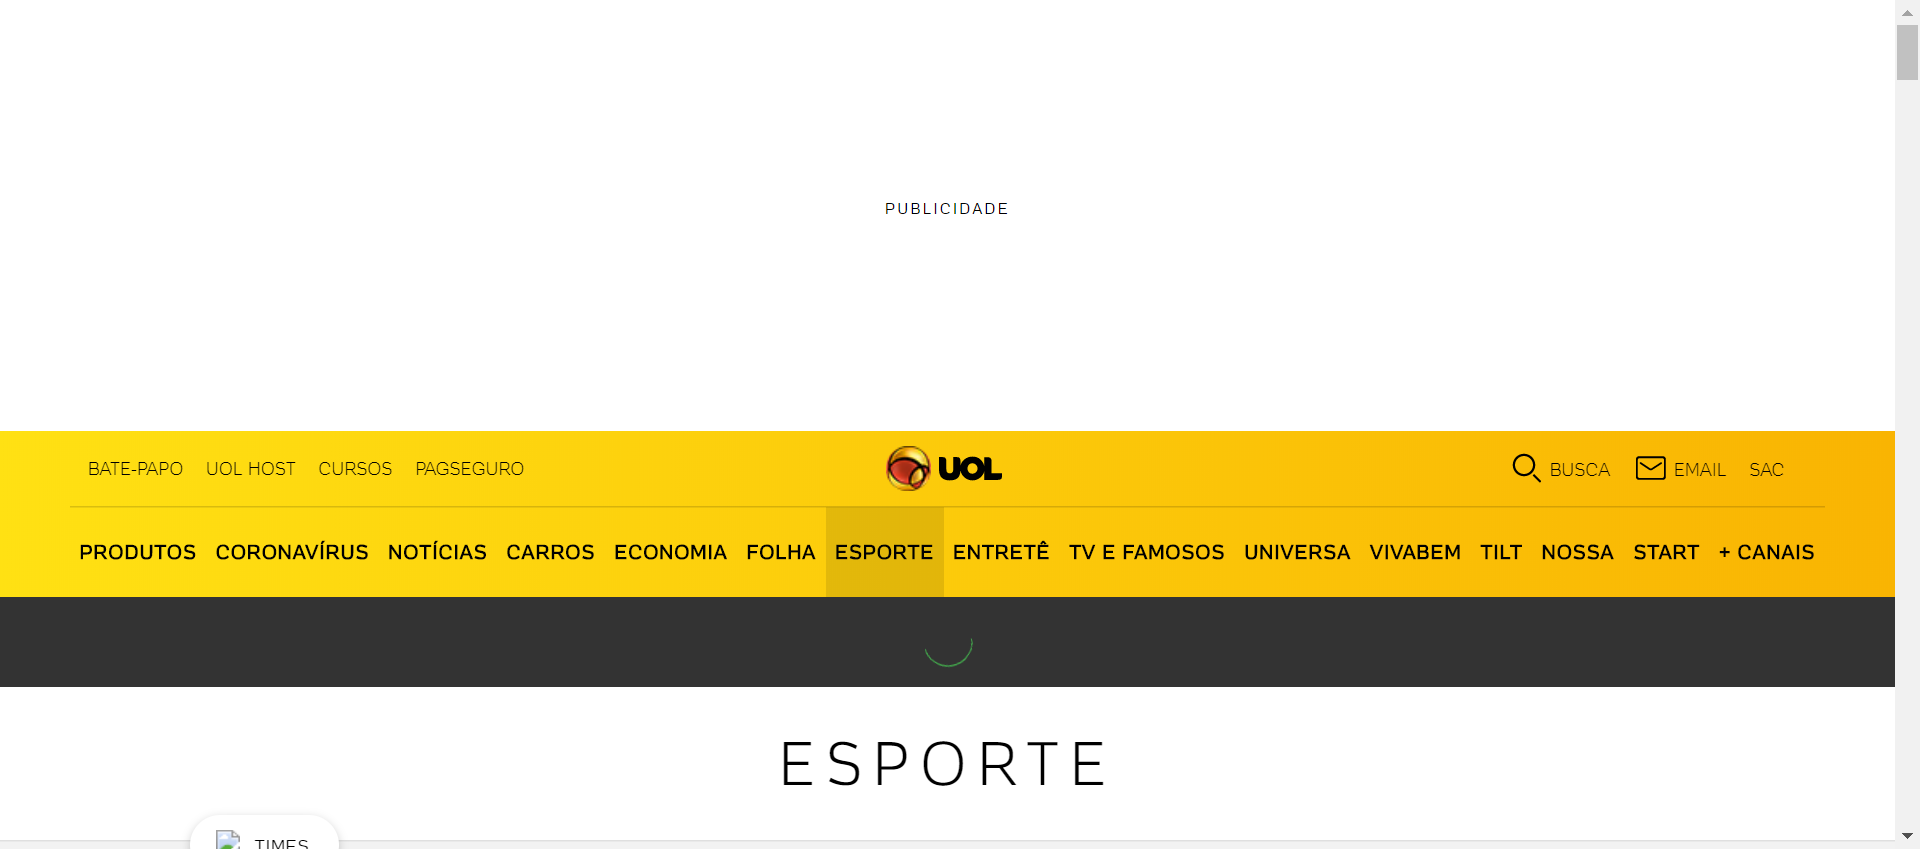 PUBLICIDADE
BATE-PAPO UOL HOST CURSOS PAGSEGURO UOL BUSCA EMAIL SAC
PRODUTOS CORONAVÍRUS NOTÍCIAS CARROS ECONOMIA FOLHA ESPORTE ENTRETÊ TV E FAMOSOS UNIVERSA VIVABEM TILT NOSSA START + CANAIS
ESPORTE
TIMES